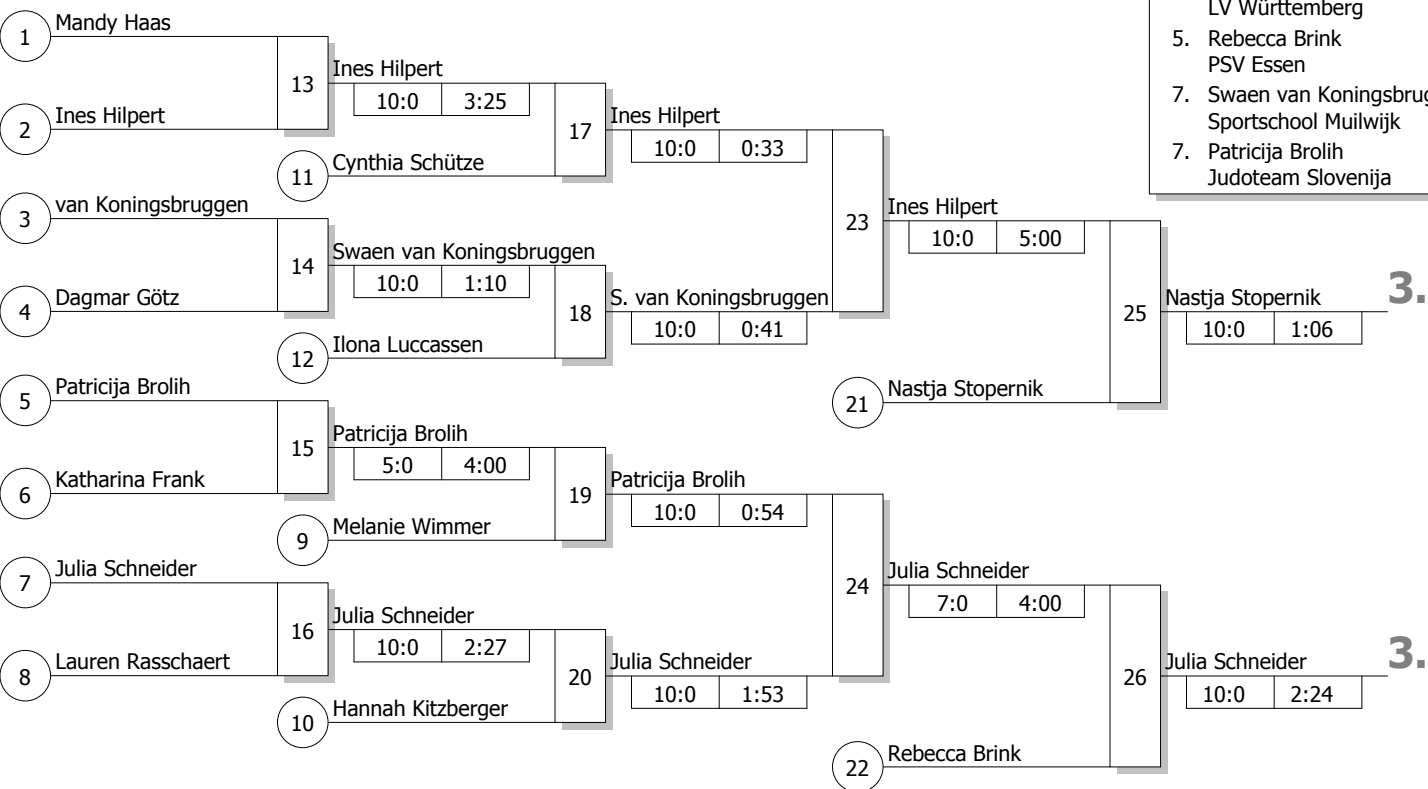 LV Württemberg
5. Rebecca Brink
PSV Essen
7. Swaen van
Sportschool Muilwijk
7. Patricija Brolih
Judoteam Slovenija
1 Mandy Haas
13
Ines Hilpert
10:0 3:25
2 Ines Hilpert
17
Ines Hilpert
10:0 0:33
11 Cynthia Schütze
3 van Koningsbruggen
23
Ines Hilpert
10:0 5:00
14
Swaen van Koningsbruggen
10:0 1:10
4 Dagmar Götz
18
S. van Koningsbruggen
10:0 0:41
25
Nastja Stopernik
10:0 1:06
3.
12 Ilona Luccassen
5 Patricija Brolih
21 Nastja Stopernik
15
Patricija Brolih
5:0 4:00
6 Katharina Frank
19
Patricija Brolih
10:0 0:54
9 Melanie Wimmer
7 Julia Schneider
24
Julia Schneider
7:0 4:00
16
Julia Schneider
10:0 2:27
8 Lauren Rasschaert
20
Julia Schneider
10:0 1:53
26
Julia Schneider
10:0 2:24
3.
10 Hannah Kitzberger
22 Rebecca Brink